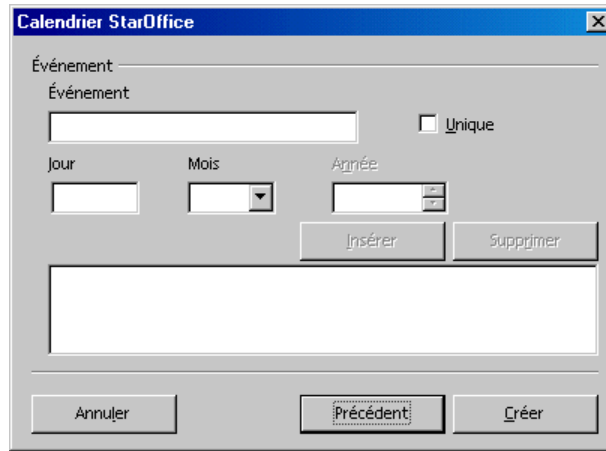 Calendrier StarOffice
Événement
Événement
Unique
Jour Mois Année
Insérer Supprimer
Annuler Précédent Créer